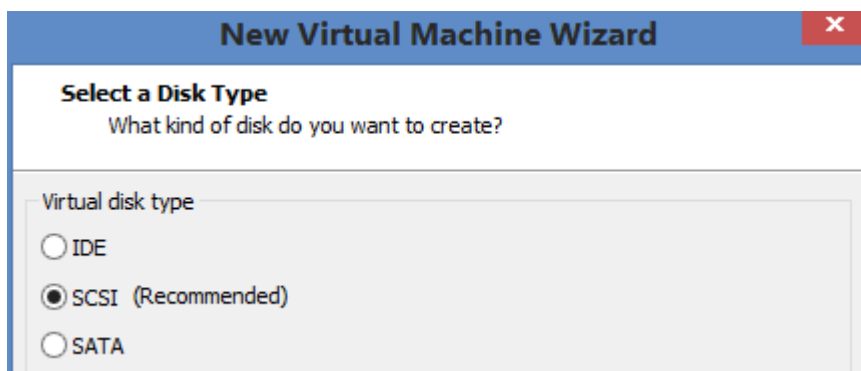 New Virtual Machine Wizard
Select a Disk Type
What kind of disk do you want to create?
Virtual disk type
IDE
SCSI (Recommended)
SATA